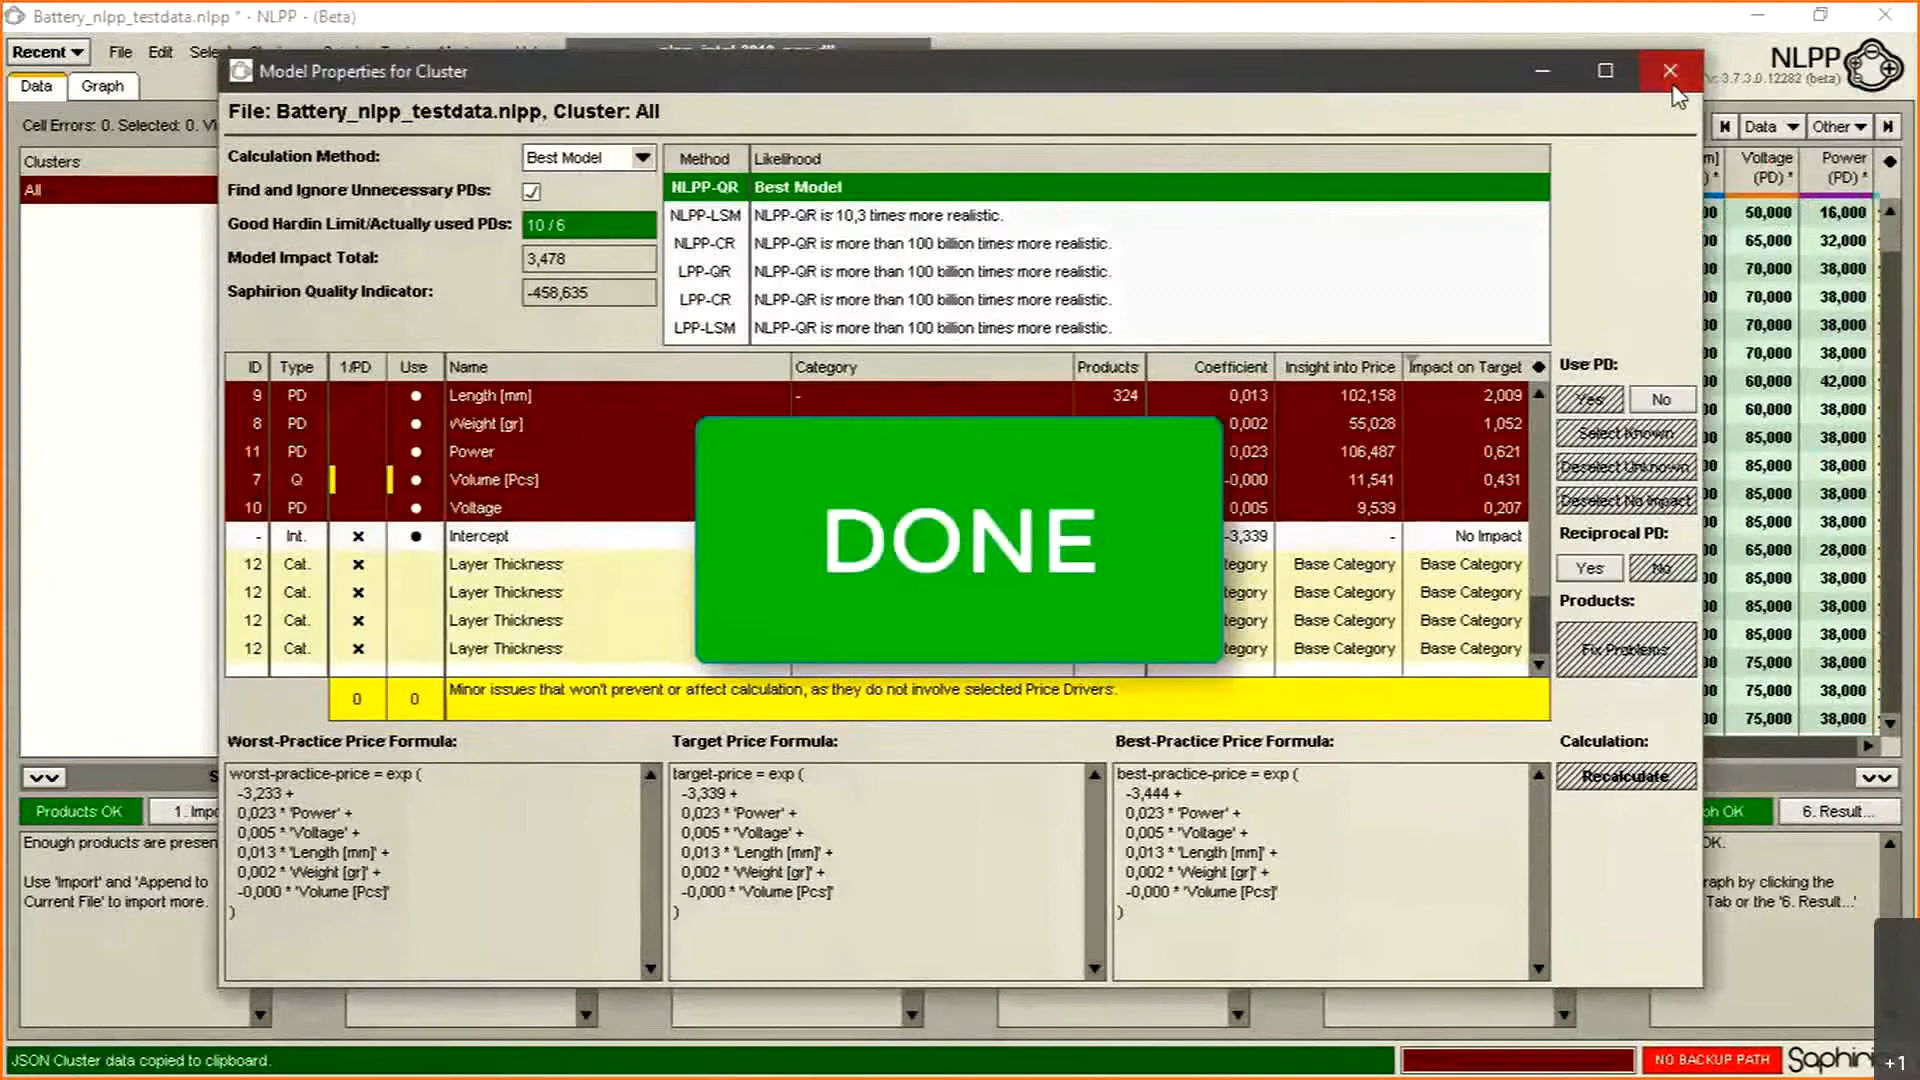 Battery_nlpp_testdata.nlpp * - NLPP - (Beta)
Recent File Edit
NLPP
3.7.3.0.12282 (beta)
Data Graph
Model Properties for Cluster
File: Battery_nlpp_testdata.nlpp, Cluster: All
Cell Errors: 0. Selected: 0.
Data Other
Clusters
All
Calculation Method: Best Model
Find and Ignore Unnecessary PDs:
Good Hardin Limit/Actually used PDs: 10 / 6
Model Impact Total: 3,478
Saphirion Quality Indicator: -458,635
Method Likelihood
NLPP-QR Best Model
NLPP-LSM NLPP-QR is 10,3 times more realistic.
NLPP-CR NLPP-QR is more than 100 billion times more realistic.
LPP-QR NLPP-QR is more than 100 billion times more realistic.
LPP-CR NLPP-QR is more than 100 billion times more realistic.
LPP-LSM NLPP-QR is more than 100 billion times more realistic.
Voltage Power
(PD) * (PD) *
50,000 16,000
65,000 32,000
70,000 38,000
70,000 38,000
70,000 38,000
70,000 38,000
60,000 42,000
60,000 38,000
85,000 38,000
85,000 38,000
85,000 38,000
85,000 38,000
65,000 28,000
85,000 38,000
85,000 38,000
85,000 38,000
75,000 38,000
75,000 38,000
75,000 38,000
ID Type 1/PD Use Name Category Products Coefficient Insight into Price Impact on Target
9 PD Length [mm] - 324 0,013 102,158 2,009
8 PD Weight [gr] 0,002 55,028 1,052
11 PD Power 0,023 106,487 0,621
7 Q Volume [Pcs] -0,000 11,541 0,431
10 PD Voltage 0,005 9,539 0,207
- Int. Intercept -3,339 - No Impact
12 Cat. Layer Thickness Base Category Base Category
12 Cat. Layer Thickness Base Category Base Category
12 Cat. Layer Thickness Base Category Base Category
12 Cat. Layer Thickness Base Category Base Category
DONE
0 0 Minor issues that won't prevent or affect calculation, as they do not involve selected Price Drivers.
Use PD:
Yes No
Select Known
Deselect Unknown
Deselect No Impact
Reciprocal PD:
Yes No
Products:
Fix Problems
Calculation:
Recalculate
Worst-Practice Price Formula:
worst-practice-price = exp (
-3,233 +
0,023 * 'Power' +
0,005 * 'Voltage' +
0,013 * 'Length [mm]' +
0,002 * 'Weight [gr]' +
-0,000 * 'Volume [Pcs]'
)
Target Price Formula:
target-price = exp (
-3,339 +
0,023 * 'Power' +
0,005 * 'Voltage' +
0,013 * 'Length [mm]' +
0,002 * 'Weight [gr]' +
-0,000 * 'Volume [Pcs]'
)
Best-Practice Price Formula:
best-practice-price = exp (
-3,444 +
0,023 * 'Power' +
0,005 * 'Voltage' +
0,013 * 'Length [mm]' +
0,002 * 'Weight [gr]' +
-0,000 * 'Volume [Pcs]'
)
Products OK
OK 6. Result...
Enough products are
Use 'Import' and 'Append to
Current File' to import more.
OK.
by clicking the
Tab or the '6. Result...'
JSON Cluster data copied to clipboard.
NO BACKUP PATH
+1